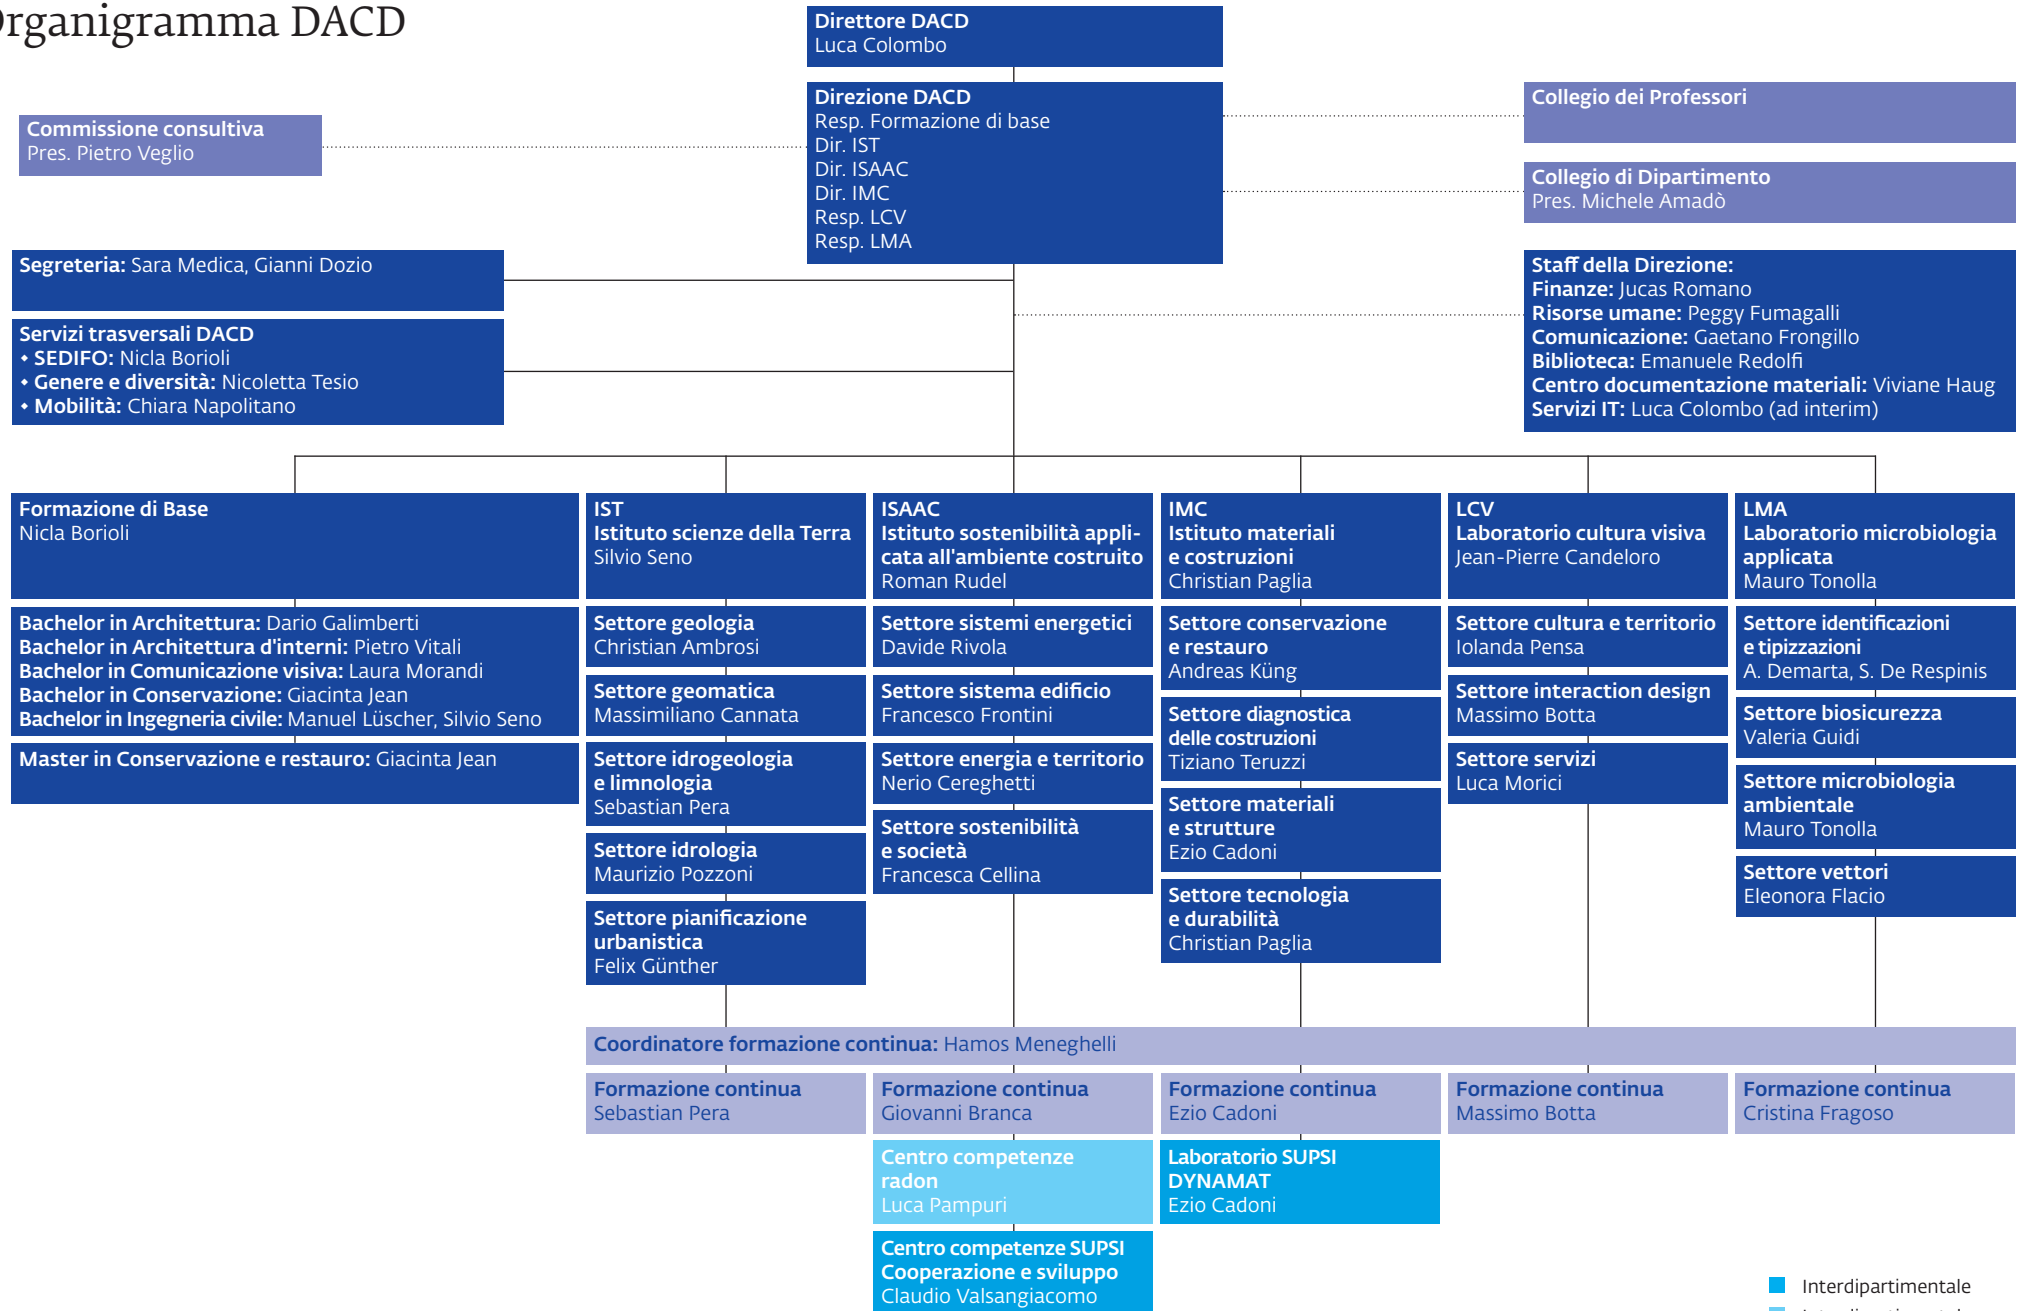 Organigramma DACD
Direttore DACD
Luca Colombo
Direzione DACD
Resp. Formazione di base
Dir. IST
Dir. ISAAC
Dir. IMC
Resp. LCV
Resp. LMA
Commissione consultiva
Pres. Pietro Veglio
Collegio dei Professori
Collegio di Dipartimento
Pres. Michele Amadò
Segreteria: Sara Medica, Gianni Dozio
Servizi trasversali DACD
• SEDIFO: Nicla Borioli
• Genere e diversità: Nicoletta Tesio
• Mobilità: Chiara Napolitano
Staff della Direzione:
Finanze: Jucas Romano
Risorse umane: Peggy Fumagalli
Comunicazione: Gaetano Frongillo
Biblioteca: Emanuele Redolfi
Centro documentazione materiali: Viviane Haug
Servizi IT: Luca Colombo (ad interim)
Formazione di Base
Nicla Borioli
Bachelor in Architettura: Dario Galimberti
Bachelor in Architettura d'interni: Pietro Vitali
Bachelor in Comunicazione visiva: Laura Morandi
Bachelor in Conservazione: Giacinta Jean
Bachelor in Ingegneria civile: Manuel Lüscher, Silvio Seno
Master in Conservazione e restauro: Giacinta Jean
IST
Istituto scienze della Terra
Silvio Seno
Settore geologia
Christian Ambrosi
Settore geomatica
Massimiliano Cannata
Settore idrogeologia
e limnologia
Sebastian Pera
Settore idrologia
Maurizio Pozzoni
Settore pianificazione
urbanistica
Felix Günther
ISAAC
Istituto sostenibilità appli-
cata all'ambiente costruito
Roman Rudel
Settore sistemi energetici
Davide Rivola
Settore sistema edificio
Francesco Frontini
Settore energia e territorio
Nerio Cereghetti
Settore sostenibilità
e società
Francesca Cellina
IMC
Istituto materiali
e costruzioni
Christian Paglia
Settore conservazione
e restauro
Andreas Küng
Settore diagnostica
delle costruzioni
Tiziano Teruzzi
Settore materiali
e strutture
Ezio Cadoni
Settore tecnologia
e durabilità
Christian Paglia
LCV
Laboratorio cultura visiva
Jean-Pierre Candeloro
Settore cultura e territorio
Iolanda Pensa
Settore interaction design
Massimo Botta
Settore servizi
Luca Morici
LMA
Laboratorio microbiologia
applicata
Mauro Tonolla
Settore identificazioni
e tipizzazioni
A. Demarta, S. De Respinis
Settore biosicurezza
Valeria Guidi
Settore microbiologia
ambientale
Mauro Tonolla
Settore vettori
Eleonora Flacio
Coordinatore formazione continua: Hamos Meneghelli
Formazione continua
Sebastian Pera
Formazione continua
Giovanni Branca
Formazione continua
Ezio Cadoni
Formazione continua
Massimo Botta
Formazione continua
Cristina Fragoso
Centro competenze
radon
Luca Pampuri
Laboratorio SUPSI
DYNAMAT
Ezio Cadoni
Centro competenze SUPSI
Cooperazione e sviluppo
Claudio Valsangiacomo
Interdipartimentale